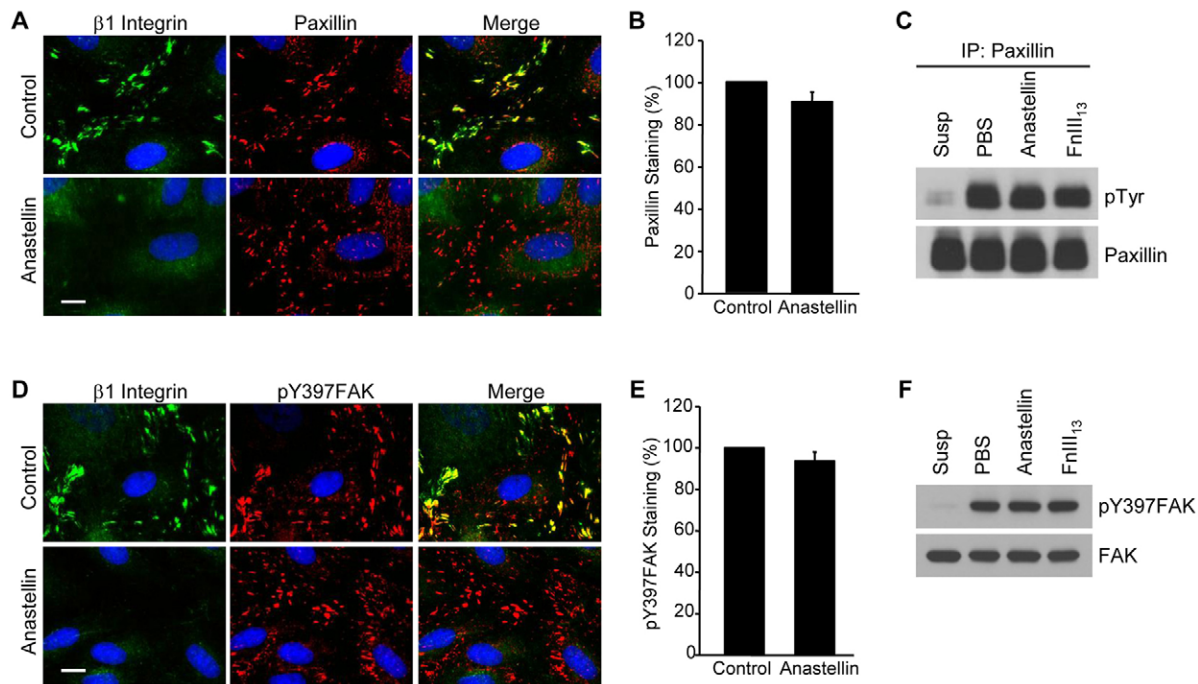 A
β1 Integrin Paxillin Merge
Control
Anastellin
B
Paxillin Staining (%)
120
100
80
60
40
20
0
Control Anastellin
C
IP: Paxillin
Susp PBS Anastellin FnIII13
pTyr
Paxillin
D
β1 Integrin pY397FAK Merge
Control
Anastellin
E
pY397FAK Staining (%)
120
100
80
60
40
20
0
Control Anastellin
F
Susp PBS Anastellin FnIII13
pY397FAK
FAK